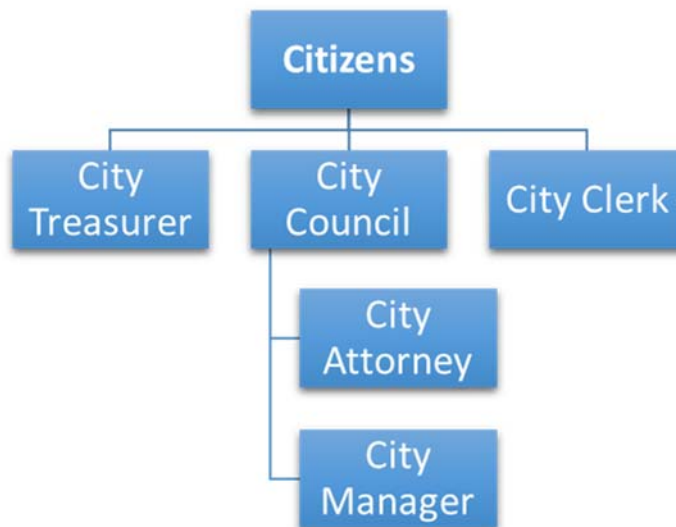 Citizens
City
Treasurer
City
Council
City Clerk
City
Attorney
City
Manager